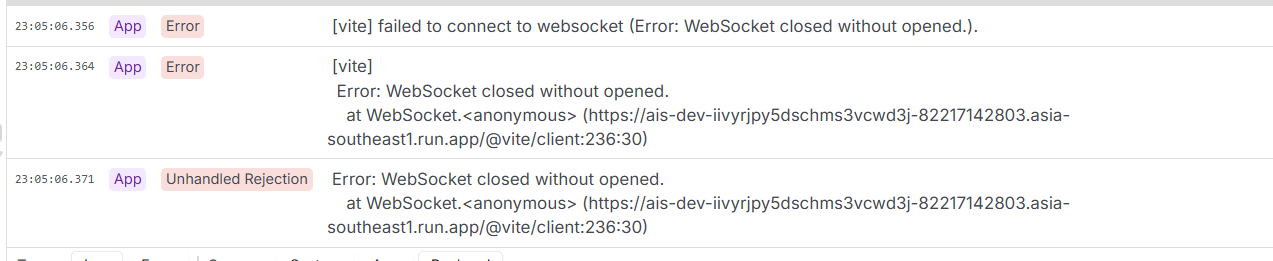 23:05:06.356 App Error [vite] failed to connect to websocket (Error: WebSocket closed without opened.).
23:05:06.364 App Error [vite]
Error: WebSocket closed without opened.
at WebSocket.<anonymous> (https://ais-dev-iivyrjpy5dschms3vcwd3j-82217142803.asia-
southeast1.run.app/@vite/client:236:30)
23:05:06.371 App Unhandled Rejection Error: WebSocket closed without opened.
at WebSocket.<anonymous> (https://ais-dev-iivyrjpy5dschms3vcwd3j-82217142803.asia-
southeast1.run.app/@vite/client:236:30)